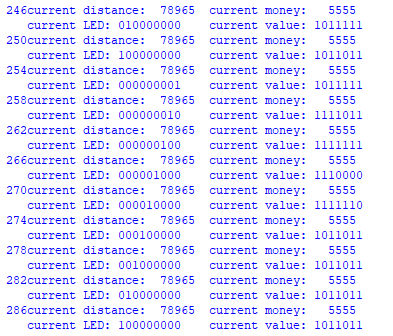 246current distance:  78965  current money:   5555
   current LED: 010000000    current value: 1011111
250current distance:  78965  current money:   5555
   current LED: 100000000    current value: 1011011
254current distance:  78965  current money:   5555
   current LED: 000000001    current value: 1011111
258current distance:  78965  current money:   5555
   current LED: 000000010    current value: 1111011
262current distance:  78965  current money:   5555
   current LED: 000000100    current value: 1111111
266current distance:  78965  current money:   5555
   current LED: 000001000    current value: 1110000
270current distance:  78965  current money:   5555
   current LED: 000010000    current value: 1111110
274current distance:  78965  current money:   5555
   current LED: 000100000    current value: 1011011
278current distance:  78965  current money:   5555
   current LED: 001000000    current value: 1011011
282current distance:  78965  current money:   5555
   current LED: 010000000    current value: 1011011
286current distance:  78965  current money:   5555
   current LED: 100000000    current value: 1011011